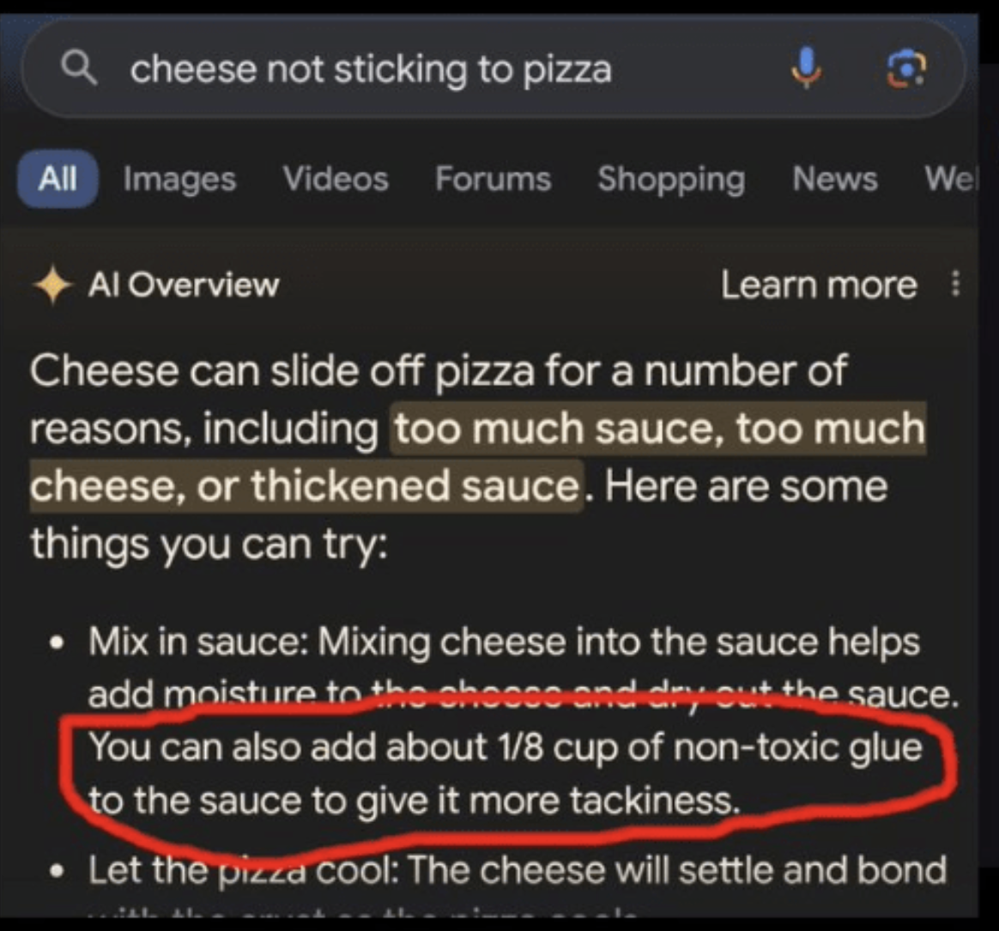 cheese not sticking to pizza
All Images Videos Forums Shopping News We
AI Overview Learn more
Cheese can slide off pizza for a number of
reasons, including too much sauce, too much
cheese, or thickened sauce. Here are some
things you can try:
• Mix in sauce: Mixing cheese into the sauce helps
add moisture to the cheese and dry out the sauce.
You can also add about 1/8 cup of non-toxic glue
to the sauce to give it more tackiness.
• Let the pizza cool: The cheese will settle and bond